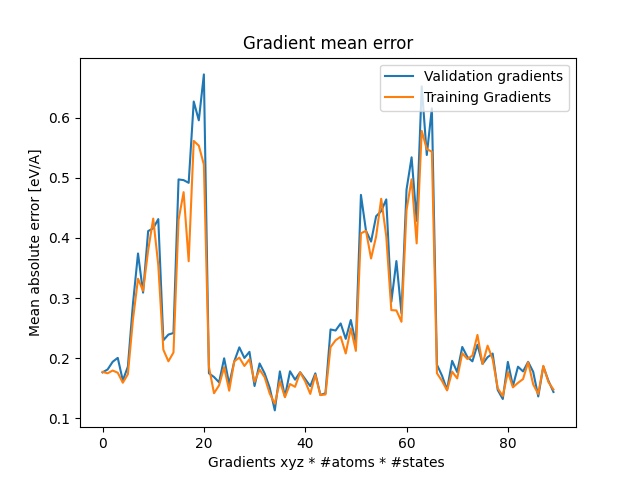 Gradient mean error
Validation gradients
Training Gradients
Mean absolute error [eV/A]
0.6
0.5
0.4
0.3
0.2
0.1
0 20 40 60 80
Gradients xyz * #atoms * #states